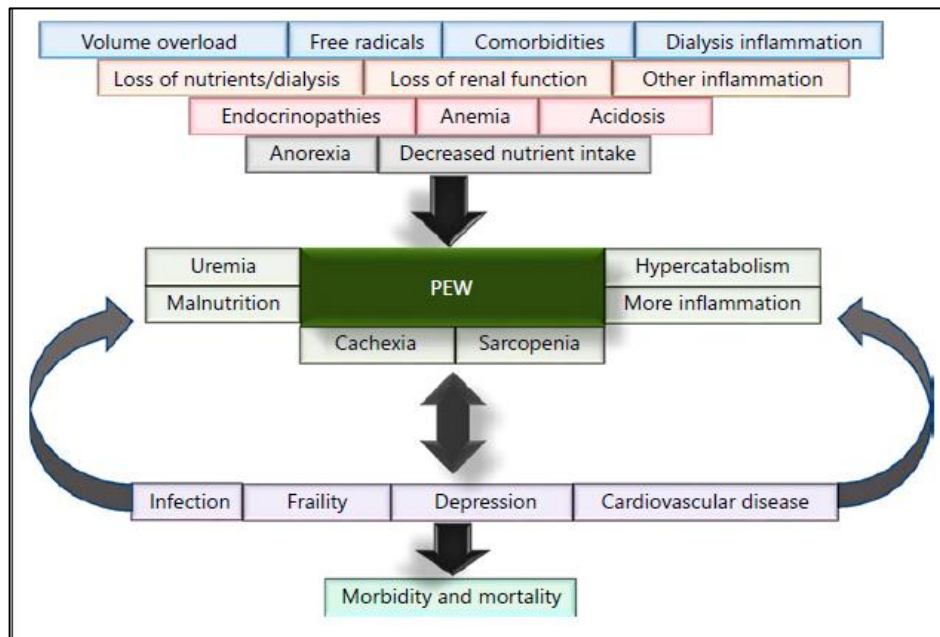 Volume overload Free radicals Comorbidities Dialysis inflammation
Loss of nutrients/dialysis Loss of renal function Other inflammation
Endocrinopathies Anemia Acidosis
Anorexia Decreased nutrient intake
Uremia PEW Hypercatabolism
Malnutrition More inflammation
Cachexia Sarcopenia
Infection Fraility Depression Cardiovascular disease
Morbidity and mortality